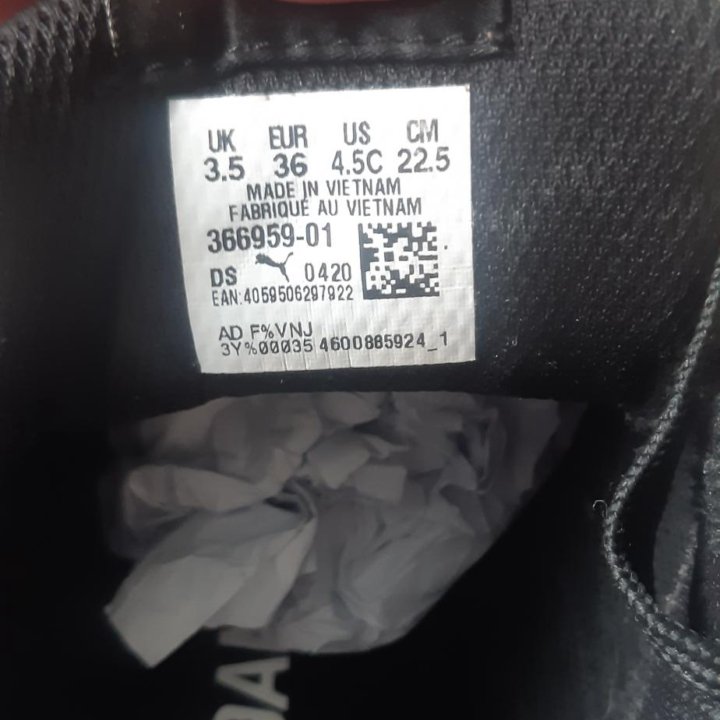 UK EUR US CM
3.5 36 4.5C 22.5
MADE IN VIETNAM
FABRIQUÉ AU VIETNAM
366959-01
DS 0420
EAN:4059506297922
AD F%VNJ
3Y%00035 4600885924_1